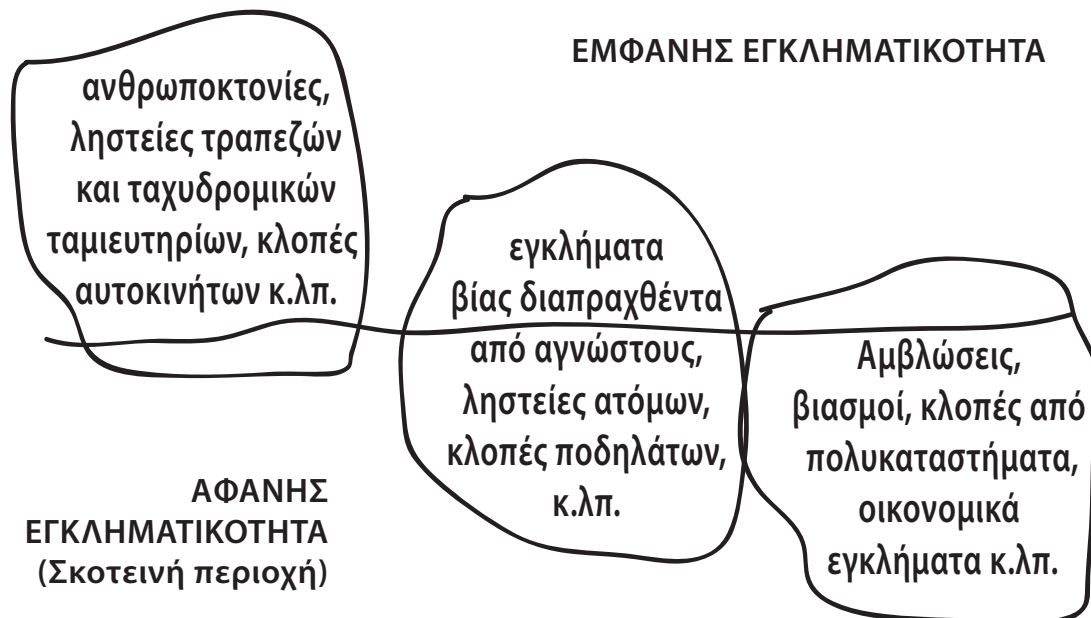 ΕΜΦΑΝΗΣ ΕΓΚΛΗΜΑΤΙΚΟΤΗΤΑ
ανθρωποκτονίες,
ληστείες τραπεζών
και ταχυδρομικών
ταμιευτηρίων, κλοπές
αυτοκινήτων κ.λπ.
εγκλήματα
βίας διαπραχθέντα
από αγνώστους,
ληστείες ατόμων,
κλοπές ποδηλάτων,
κ.λπ.
Αμβλώσεις,
βιασμοί, κλοπές από
πολυκαταστήματα,
οικονομικά
εγκλήματα κ.λπ.
ΑΦΑΝΗΣ
ΕΓΚΛΗΜΑΤΙΚΟΤΗΤΑ
(Σκοτεινή περιοχή)